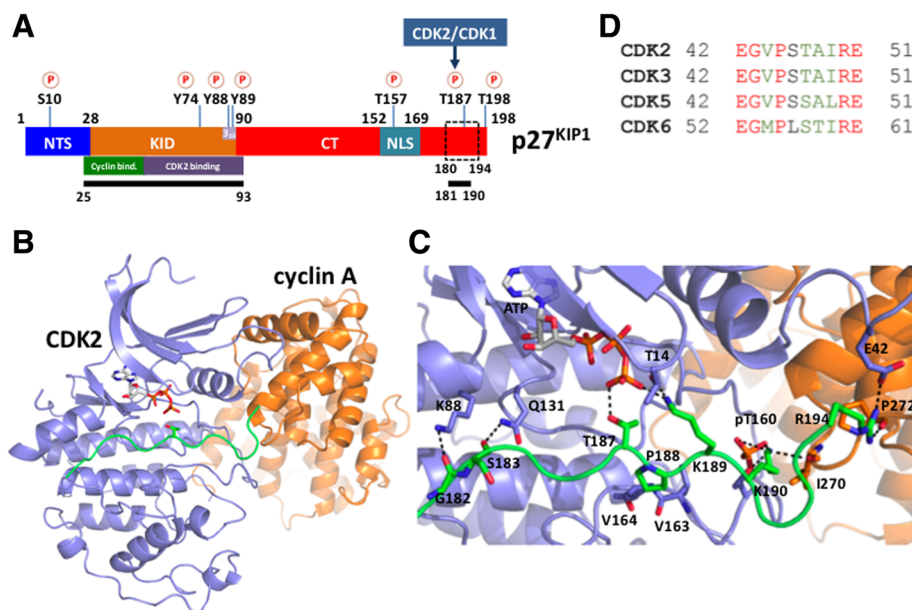 A
CDK2/CDK1
P P P P P P P
S10 Y74 Y88 Y89 T157 T187 T198
1 28 90 152 169 198
NTS KID CT NLS p27KIP1
Cyclin bind. CDK2 binding
180 194
25 93 181 190
D
CDK2 42 EGVPSTAIRE 51
CDK3 42 EGVPSTAIRE 51
CDK5 42 EGVPSSALRE 51
CDK6 52 EGMPLSTIRE 61
B
cyclin A
CDK2
C
ATP
T14
E42
K88
Q131
P272
pT160
R194
T187
S183
P188
K189
G182
K190
I270
V164
V163